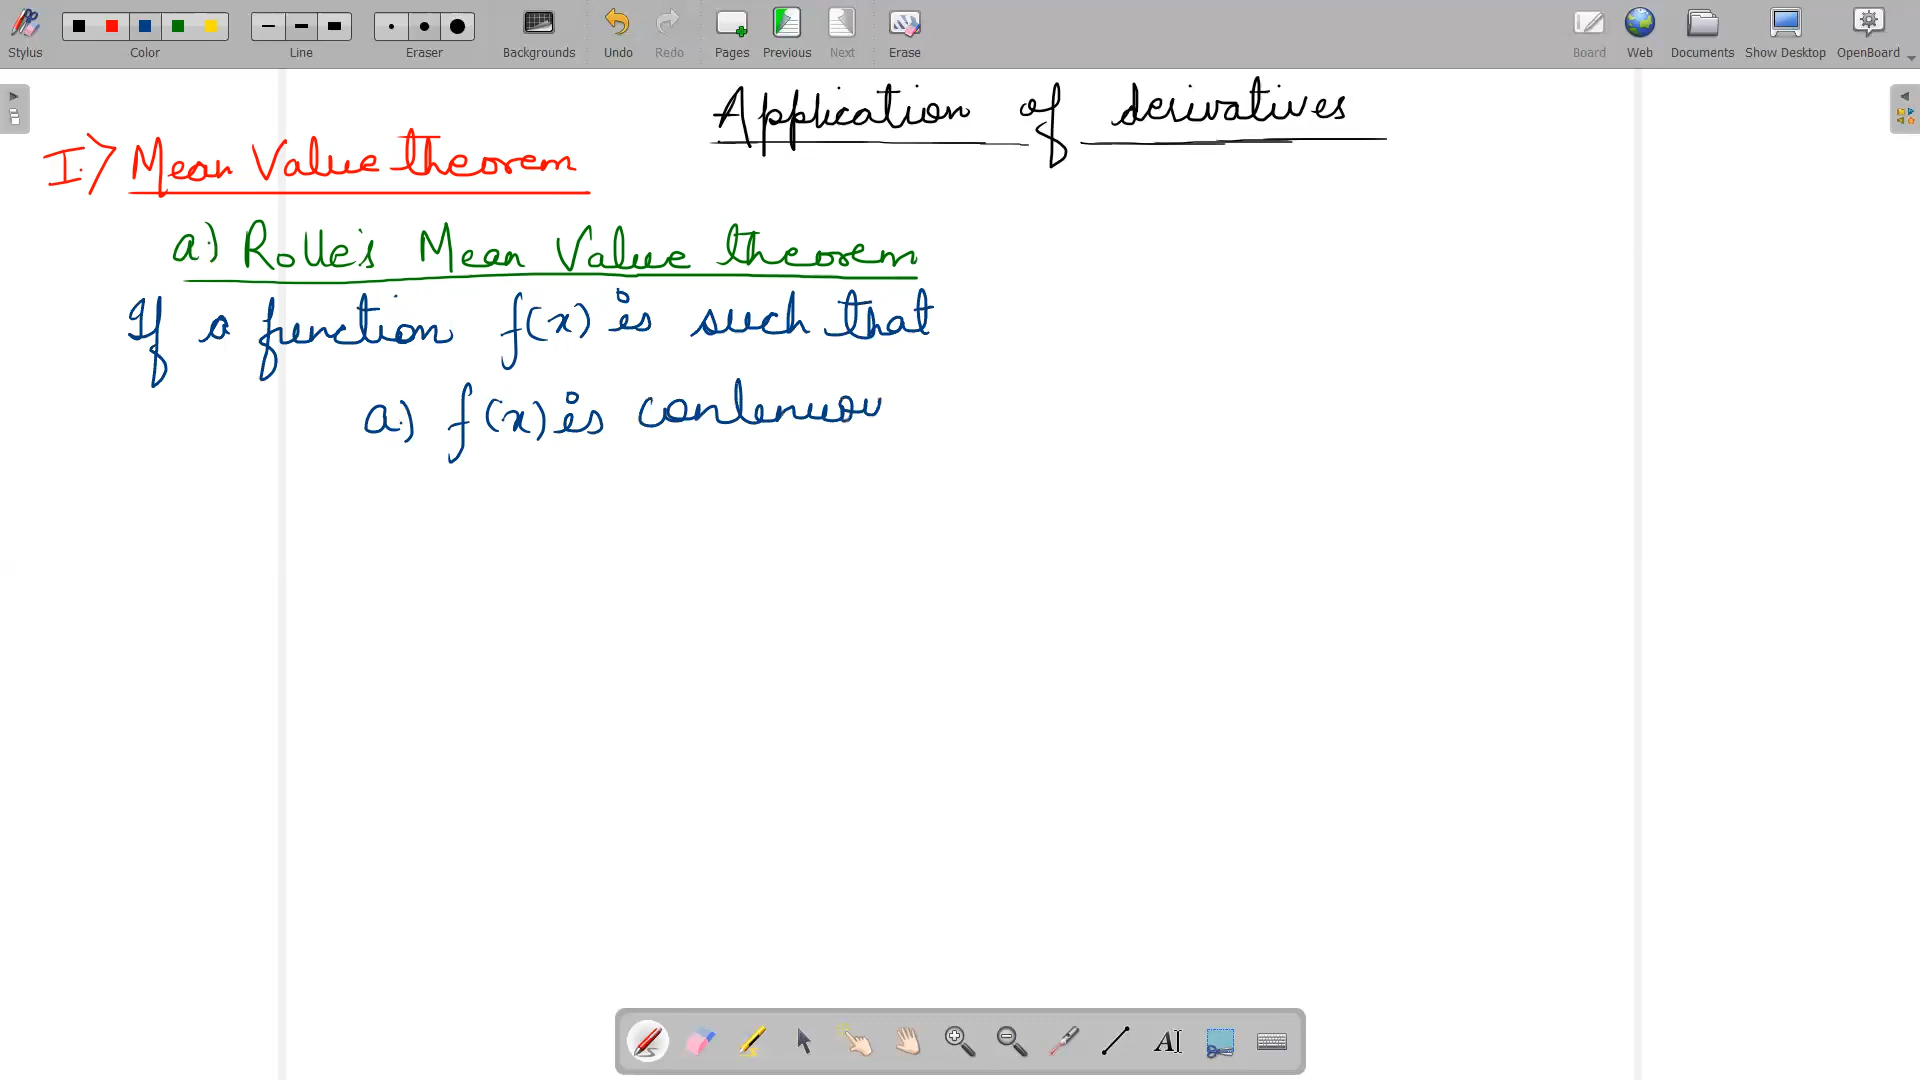 Stylus Color Line Eraser Backgrounds Undo Redo Pages Previous Next Erase Board Web Documents Show Desktop OpenBoard
Application of derivatives
I.) Mean Value theorem
a.) Rolle's Mean Value theorem
If a function f(x) is such that
a.) f(x) is continuou